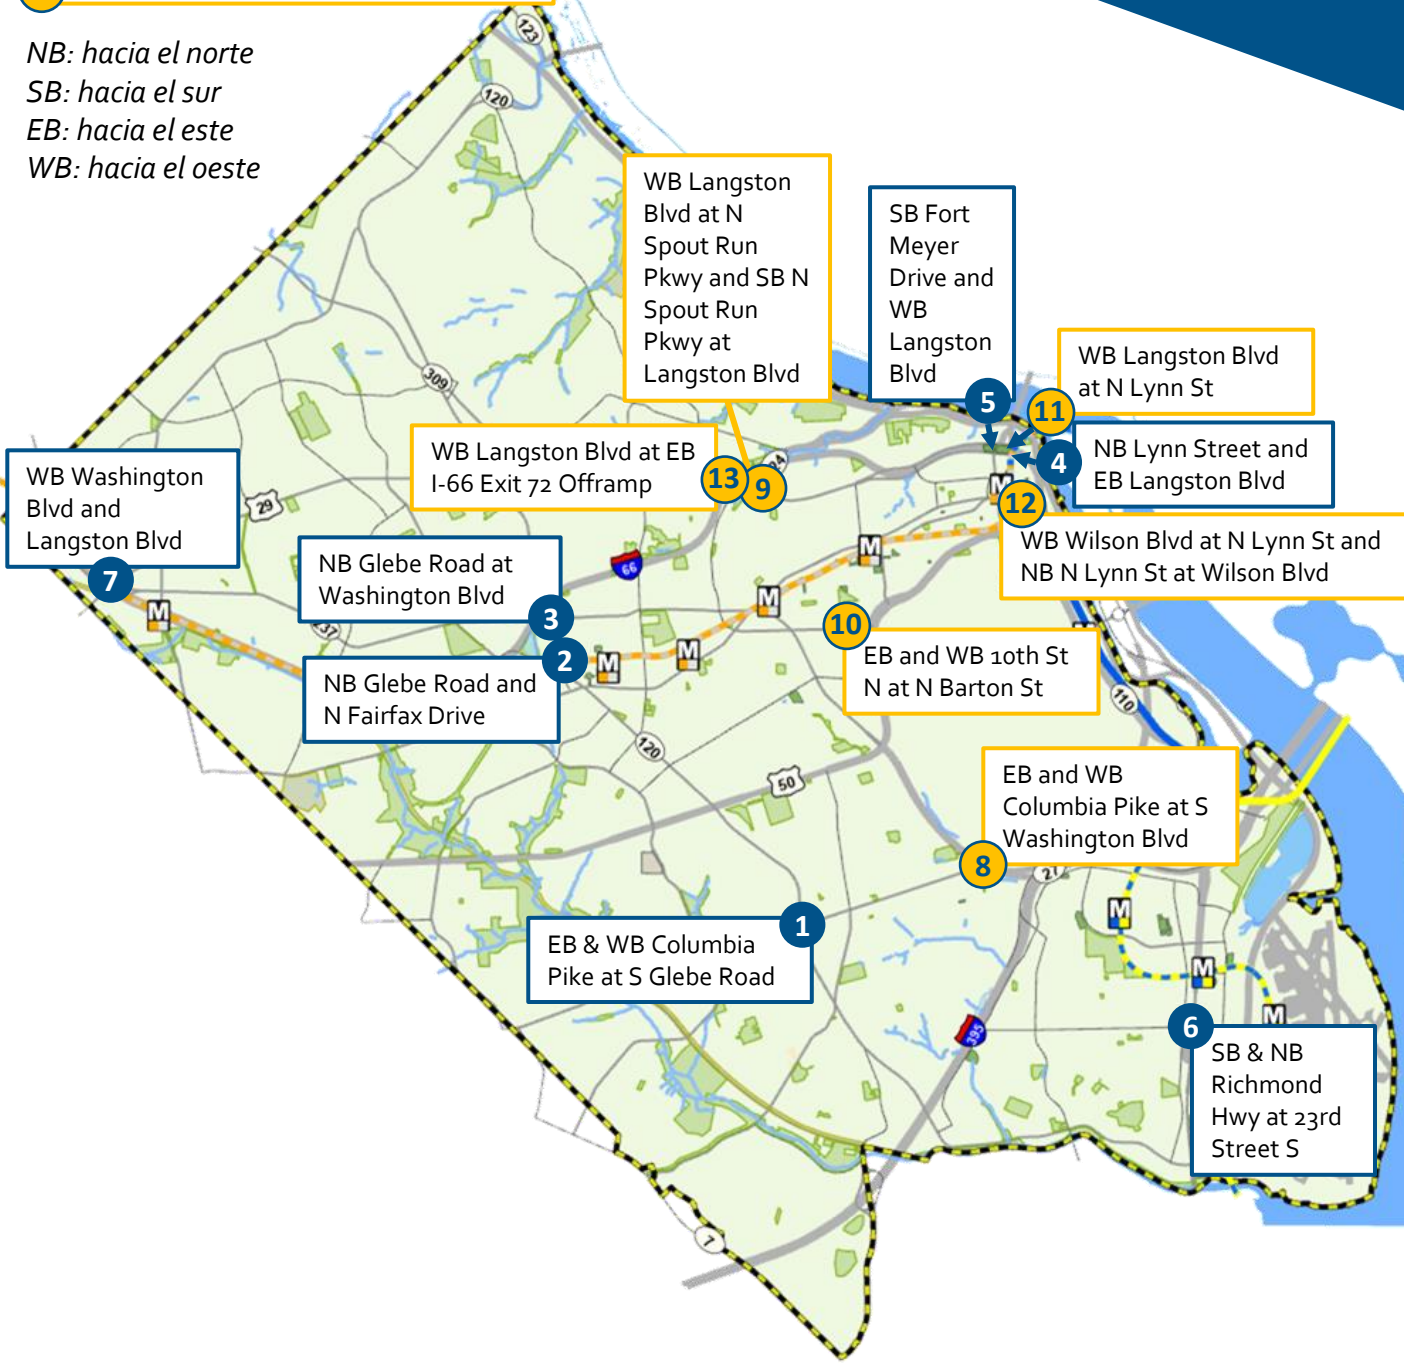 NB: hacia el norte
SB: hacia el sur
EB: hacia el este
WB: hacia el oeste
123
120
WB Langston
Blvd at N
Spout Run
Pkwy and SB N
Spout Run
Pkwy at
Langston Blvd
SB Fort
Meyer
Drive and
WB
Langston
Blvd
309
5
11
WB Langston Blvd
at N Lynn St
4
NB Lynn Street and
EB Langston Blvd
WB Langston Blvd at EB
I-66 Exit 72 Offramp
13
9
WB Washington
Blvd and
Langston Blvd
7
29
M
12
WB Wilson Blvd at N Lynn St and
NB N Lynn St at Wilson Blvd
NB Glebe Road at
Washington Blvd
3
66
M
M
M
237
10
EB and WB 10th St
N at N Barton St
2
M
M
NB Glebe Road and
N Fairfax Drive
110
120
50
EB and WB
Columbia Pike at S
Washington Blvd
8
27
1
EB & WB Columbia
Pike at S Glebe Road
M
M
M
395
6
SB & NB
Richmond
Hwy at 23rd
Street S
7